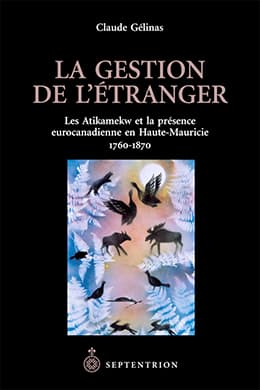 Claude Gélinas
LA GESTION
DE L'ÉTRANGER
Les Atikamekw et la présence
eurocanadienne en Haute-Mauricie
1760-1870
SEPTENTRION